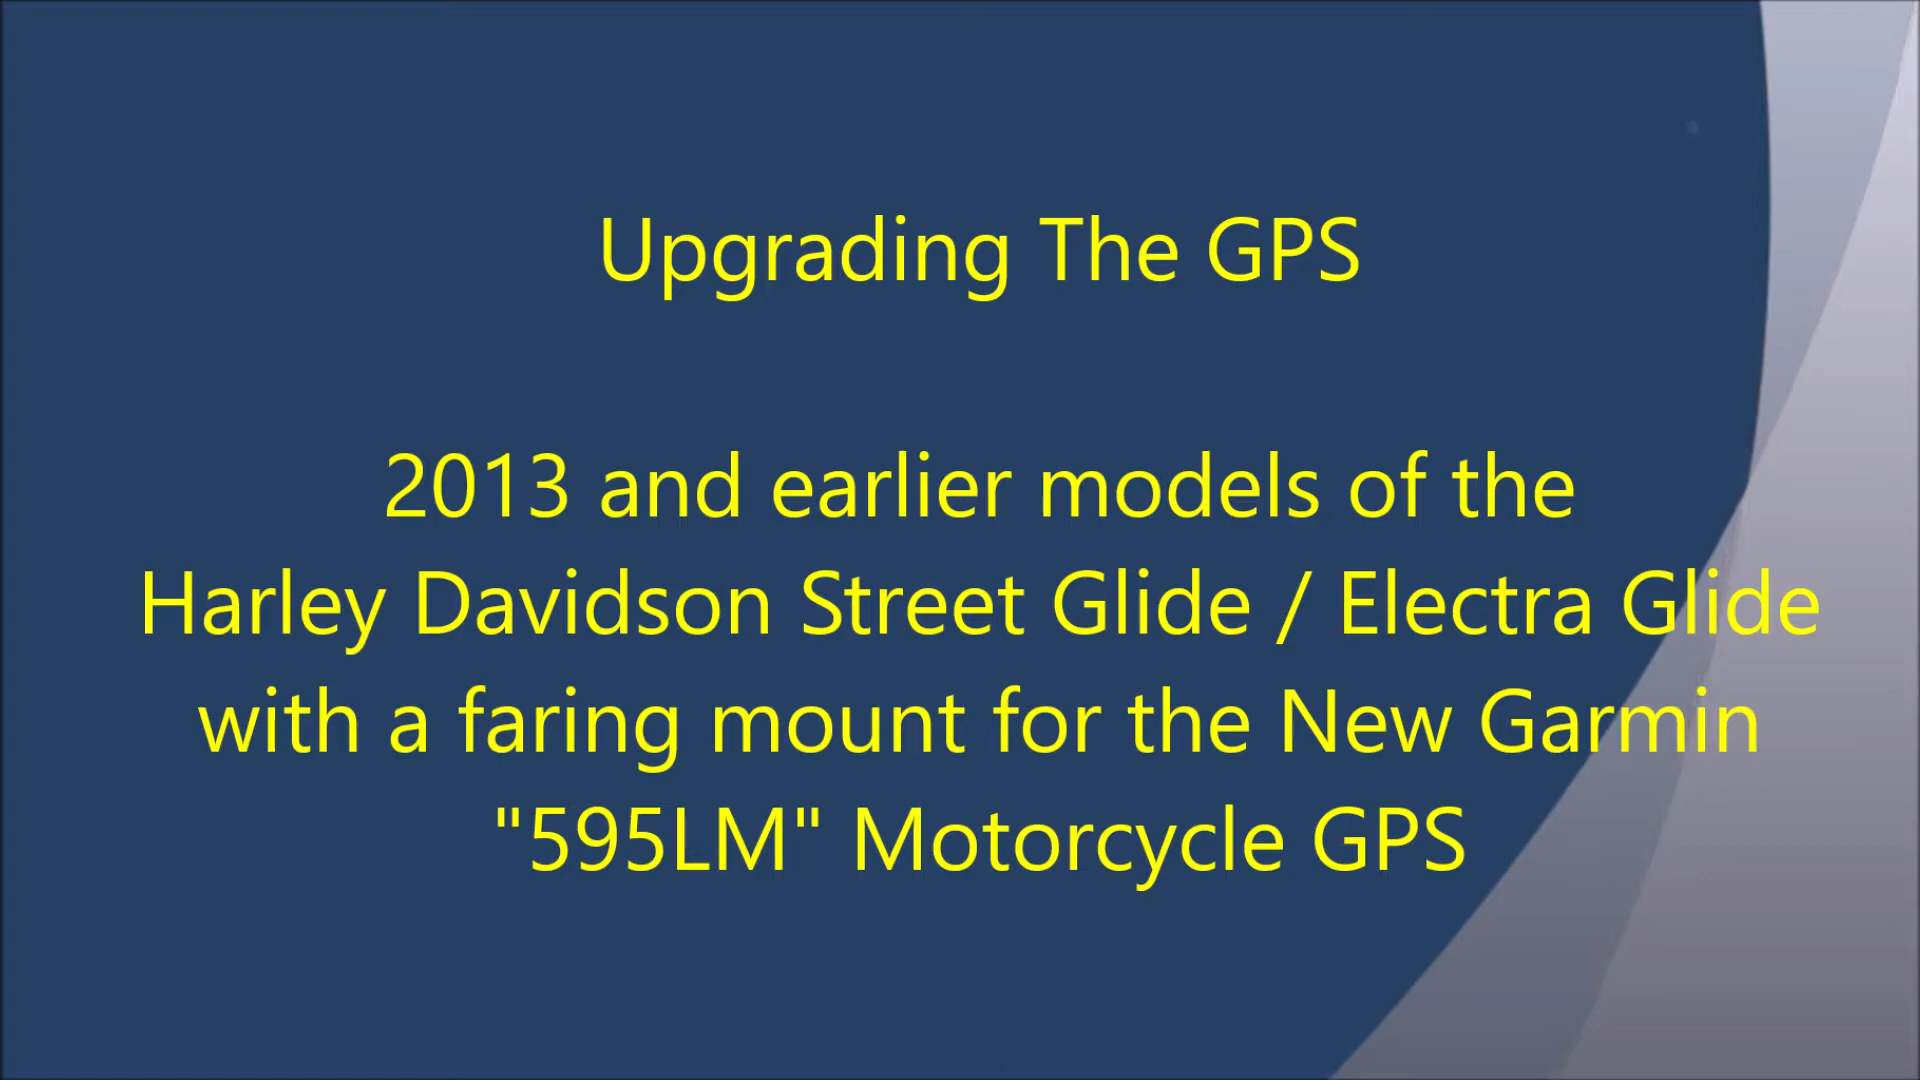 Upgrading The GPS
2013 and earlier models of the
Harley Davidson Street Glide / Electra Glide
with a faring mount for the New Garmin
"595LM" Motorcycle GPS